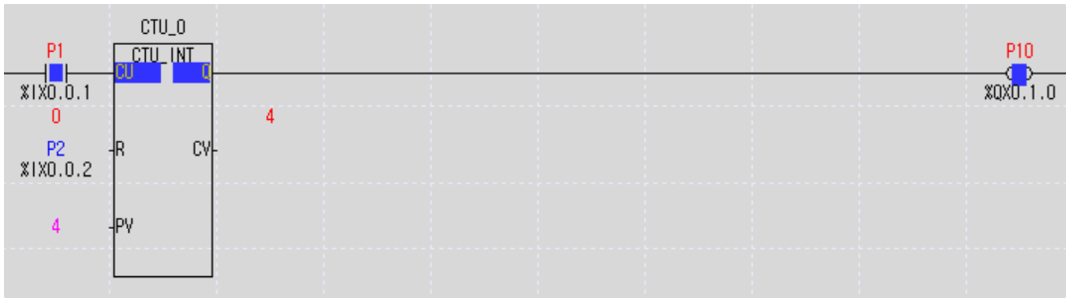 CTU_0
P1
CTU_INT
P10
CU
Q
%IX0.0.1
%QX0.1.0
0
4
P2
R
CV
%IX0.0.2
4
PV